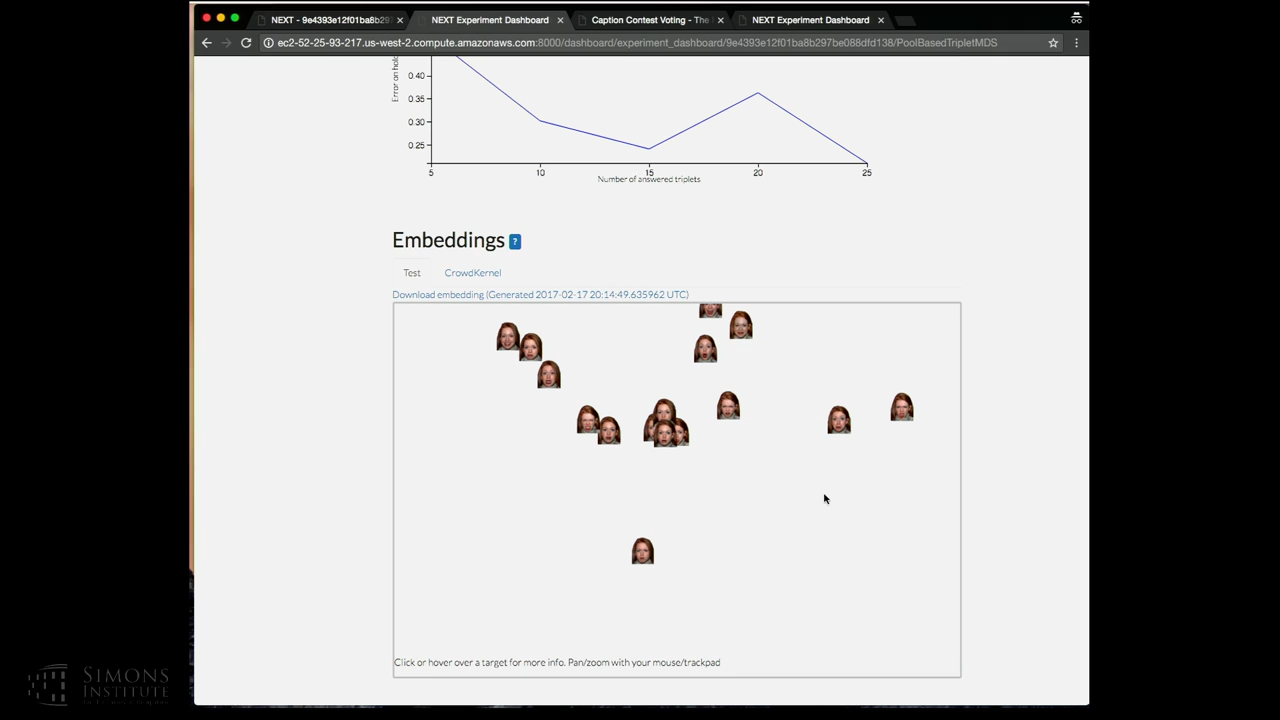 NEXT - 9e4393e12f01ba8b297
NEXT Experiment Dashboard
Caption Contest Voting - The
NEXT Experiment Dashboard
ec2-52-25-93-217.us-west-2.compute.amazonaws.com:8000/dashboard/experiment_dashboard/9e4393e12f01ba8b297be088dfd138/PoolBasedTripletMDS
Error on
0.40
0.35
0.30
0.25
5 10 15 20 25
Number of answered triplets
Embeddings ?
Test CrowdKernel
Download embedding (Generated 2017-02-17 20:14:49.635962 UTC)
Click or hover over a target for more info. Pan/zoom with your mouse/trackpad
SIMONS
INSTITUTE